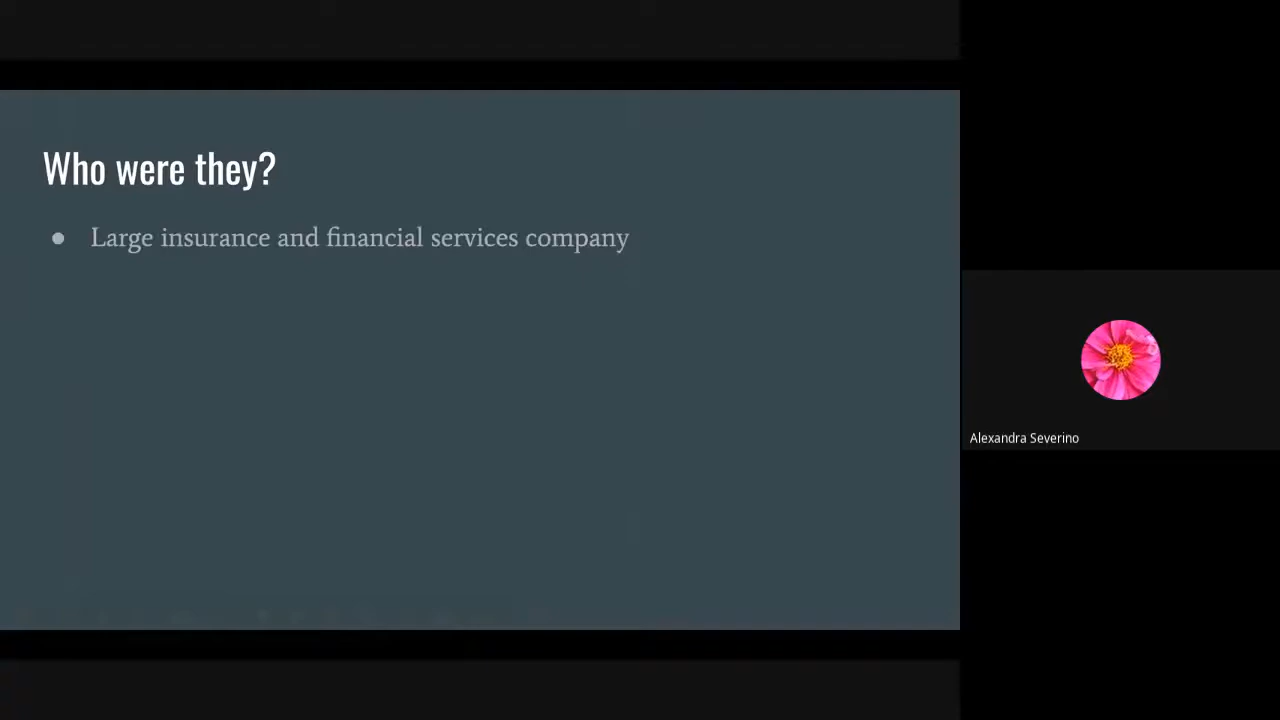 Who were they?
● Large insurance and financial services company
Alexandra Severino